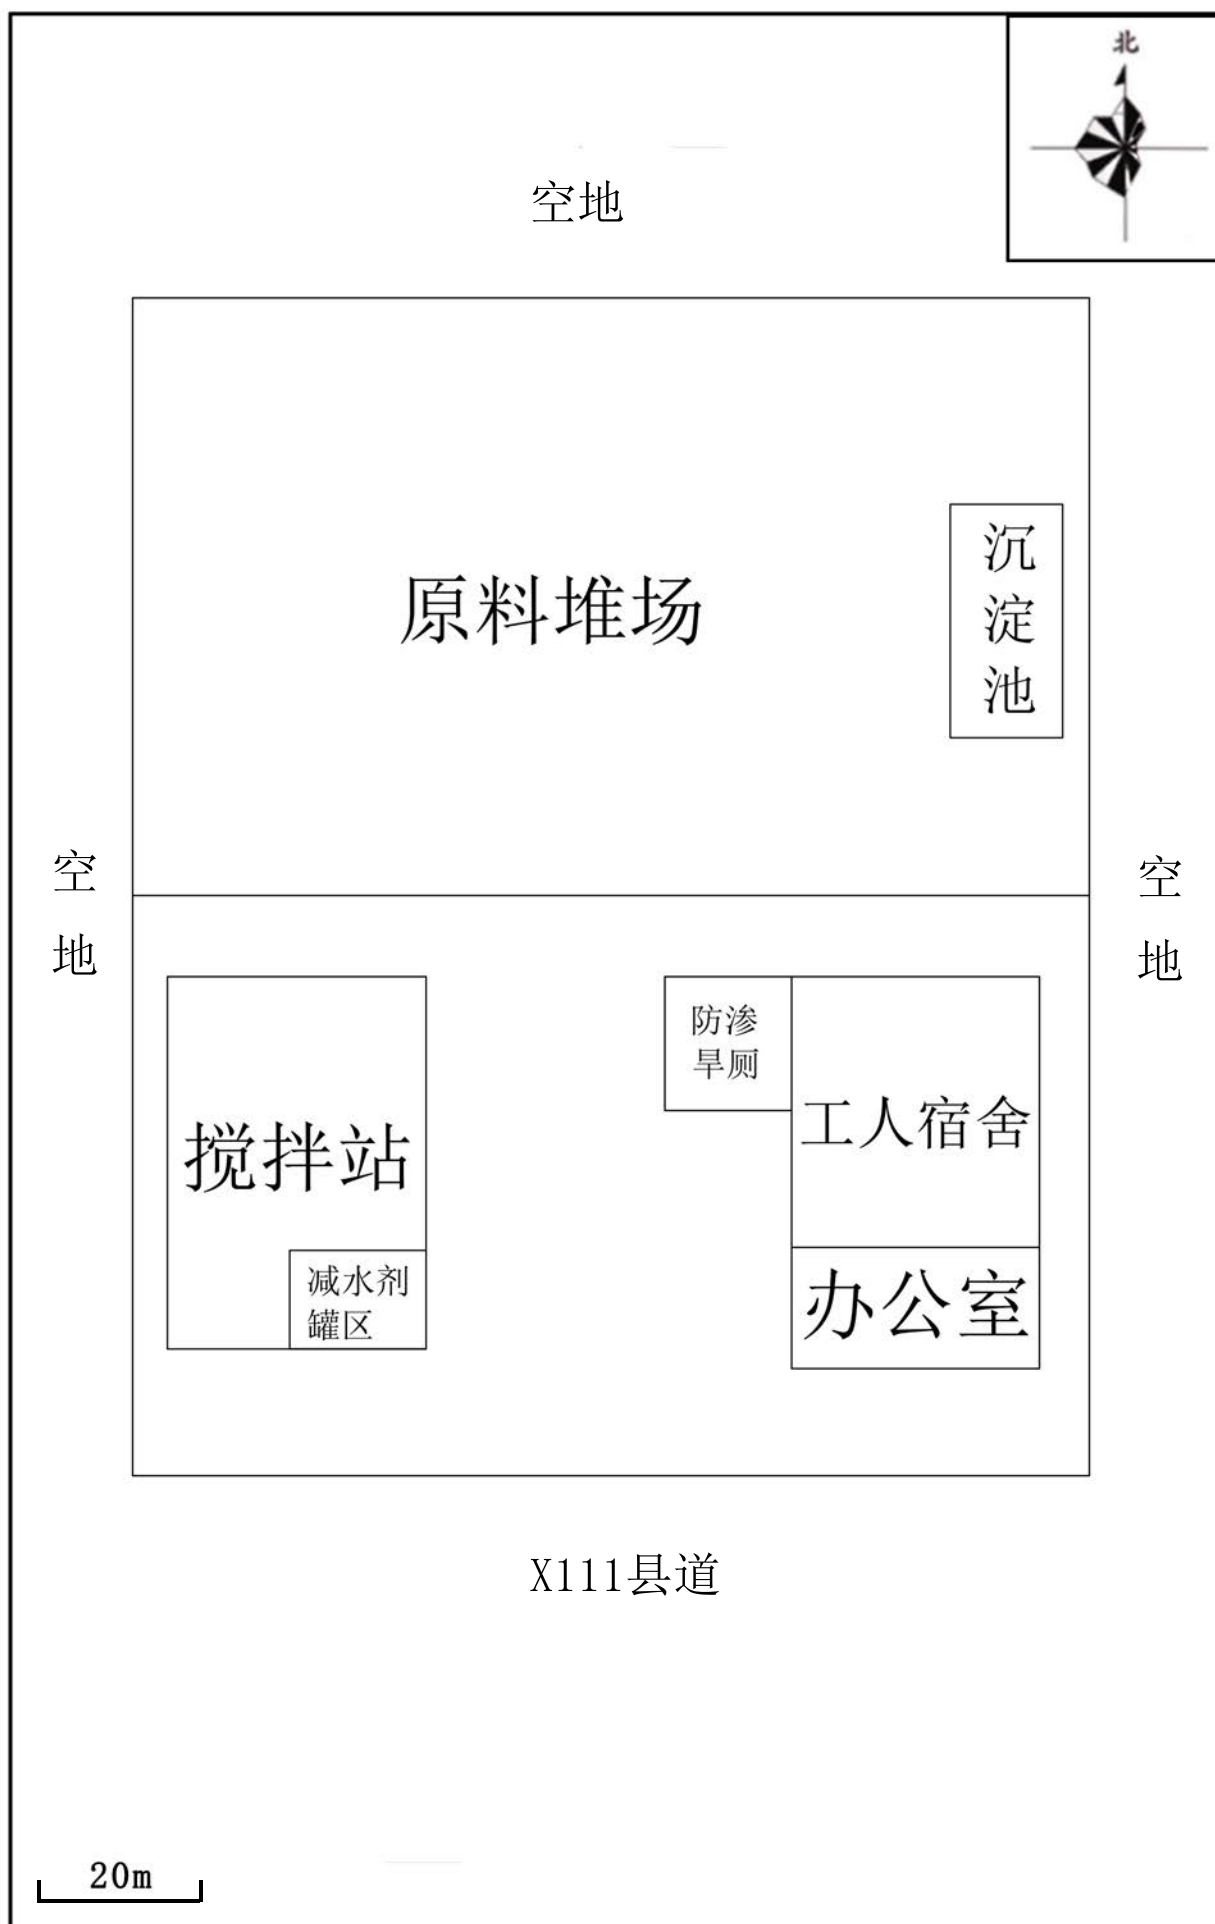 北
空地
原料堆场
沉
淀
池
空
地
空
地
防渗
旱厕
工人宿舍
搅拌站
减水剂
罐区
办公室
X111县道
20m